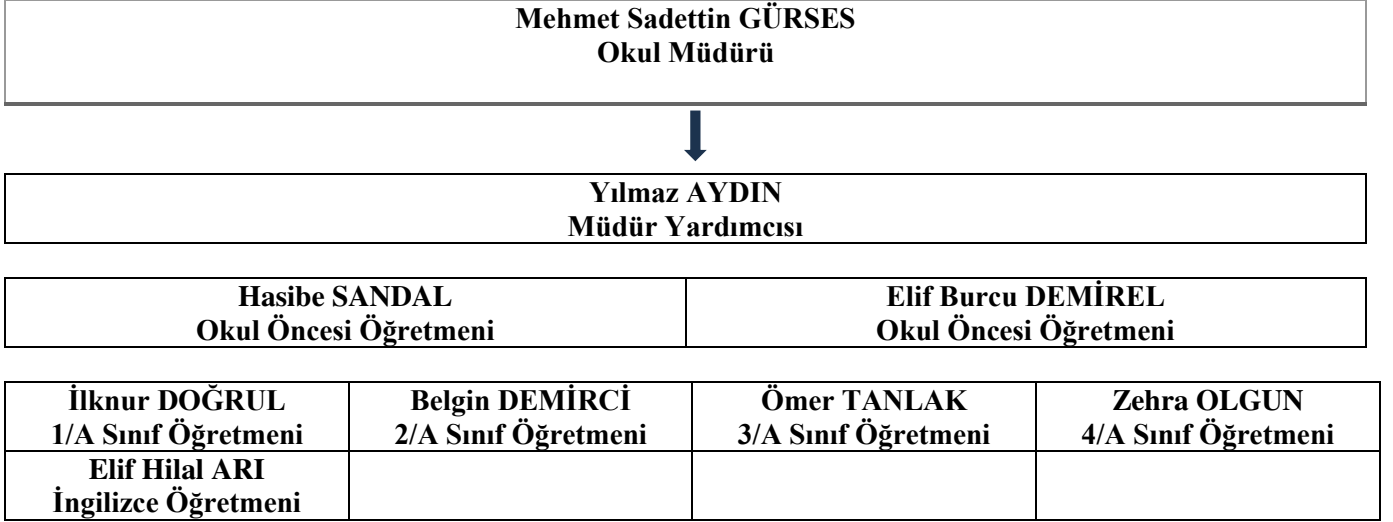 Mehmet Sadettin GÜRSES
Okul Müdürü
Yılmaz AYDIN
Müdür Yardımcısı
Hasibe SANDAL
Okul Öncesi Öğretmeni
Elif Burcu DEMİREL
Okul Öncesi Öğretmeni
İlknur DOĞRUL
1/A Sınıf Öğretmeni
Belgin DEMİRCİ
2/A Sınıf Öğretmeni
Ömer TANLAK
3/A Sınıf Öğretmeni
Zehra OLGUN
4/A Sınıf Öğretmeni
Elif Hilal ARI
İngilizce Öğretmeni